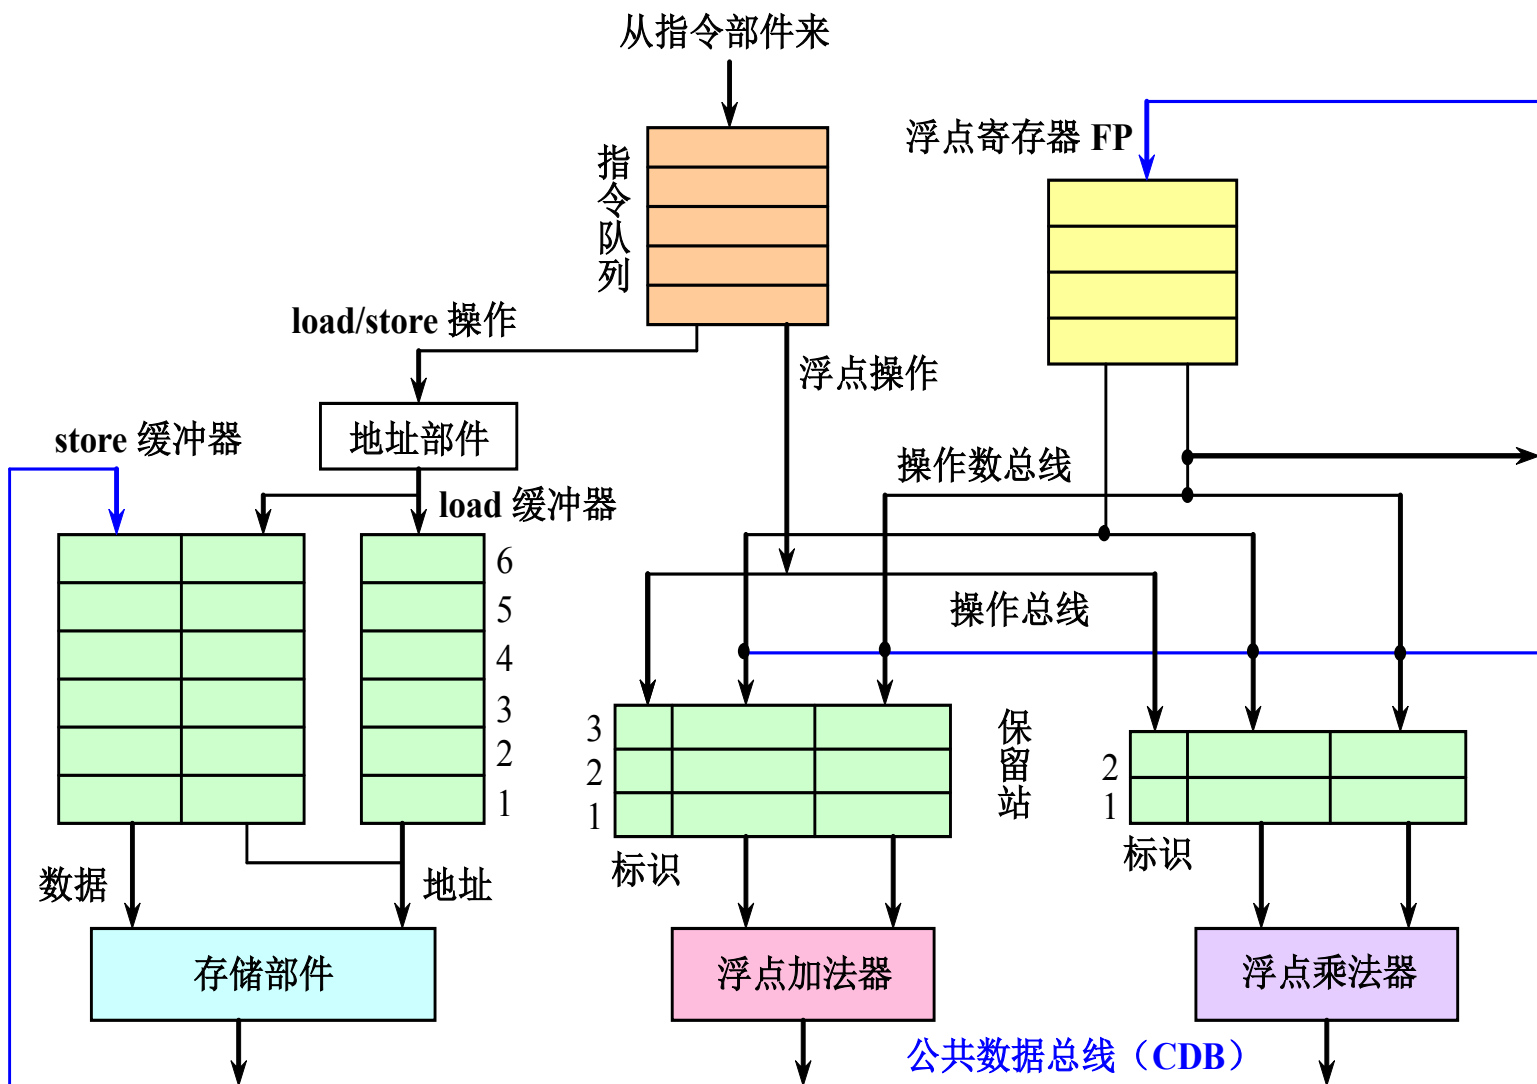 从指令部件来
指令队列
浮点寄存器 FP
load/store 操作
浮点操作
地址部件
store 缓冲器
操作数总线
load 缓冲器
6
5
4
3
2
1
操作总线
3
2
1
保留站
2
1
标识
标识
数据
地址
存储部件
浮点加法器
浮点乘法器
公共数据总线（CDB）